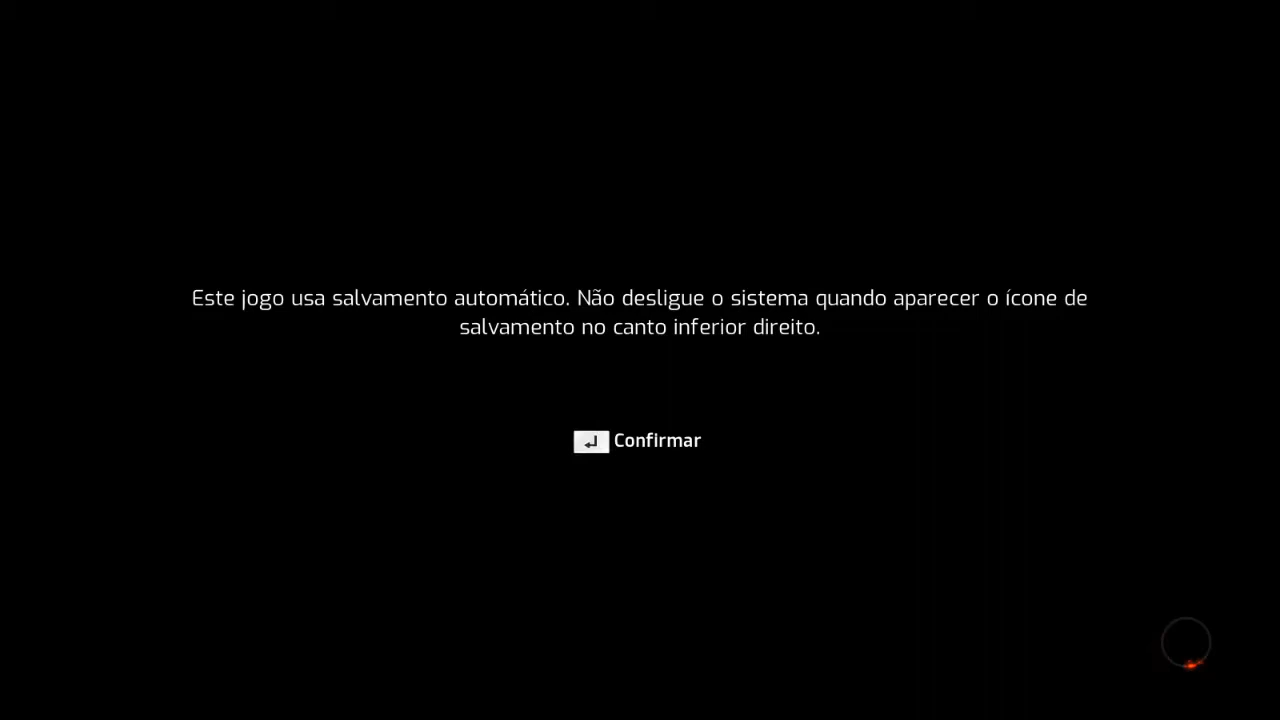 Este jogo usa salvamento automático. Não desligue o sistema quando aparecer o ícone de
salvamento no canto inferior direito.
Confirmar